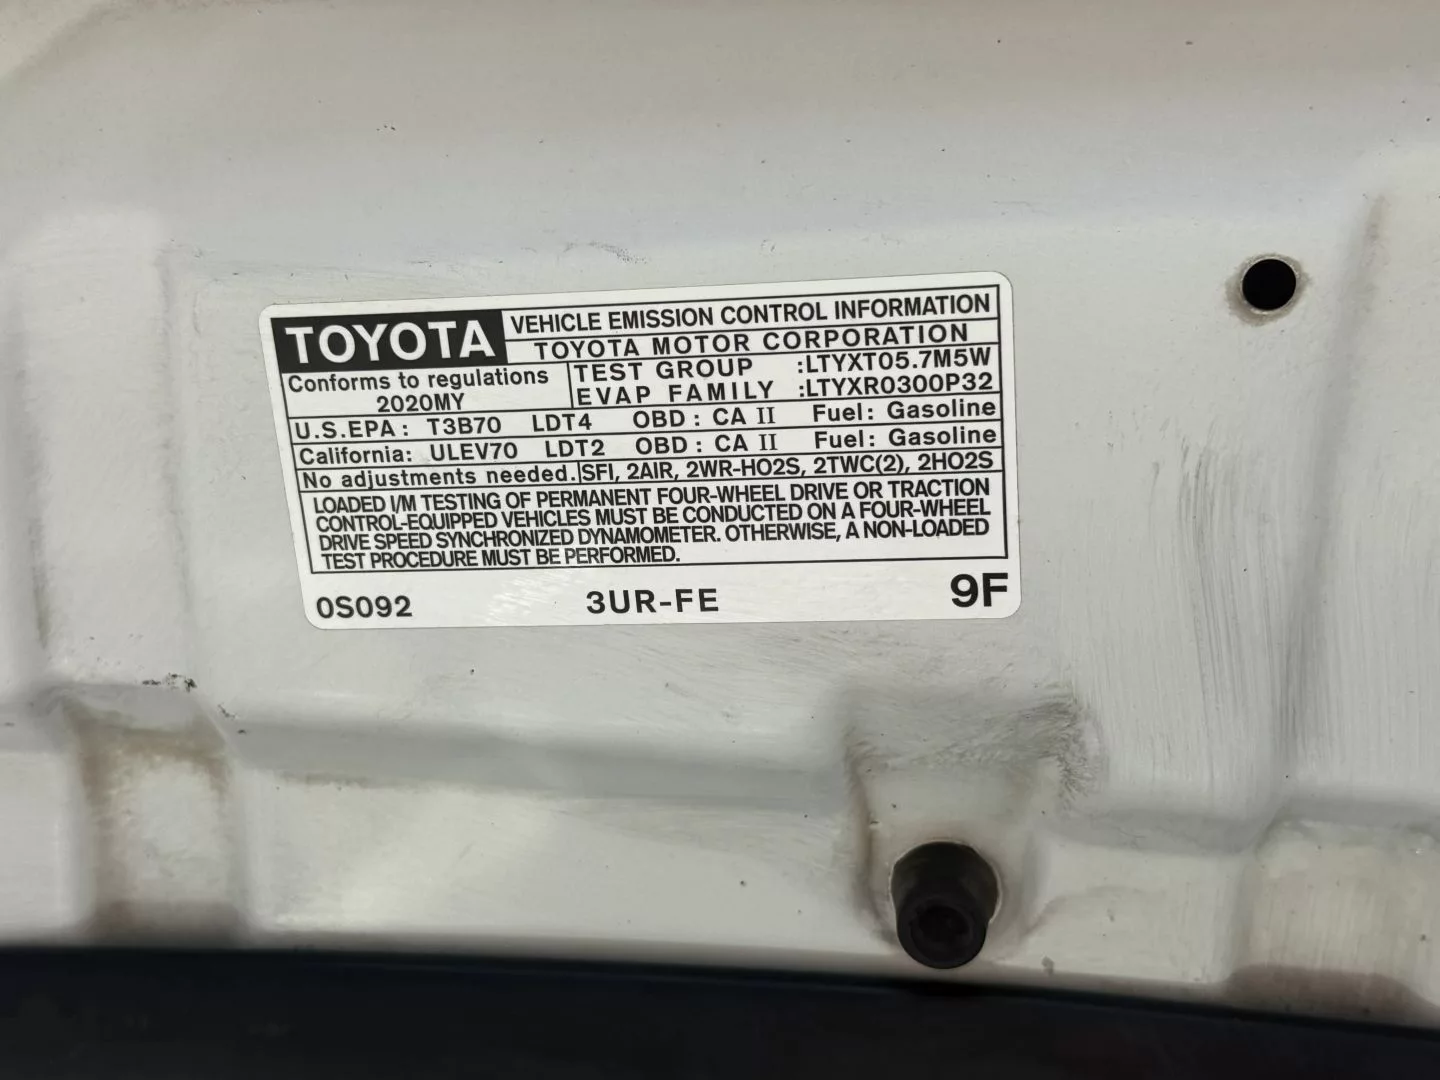 TOYOTA VEHICLE EMISSION CONTROL INFORMATION
TOYOTA MOTOR CORPORATION
Conforms to regulations
2020MY
TEST GROUP :LTYXT05.7M5W
EVAP FAMILY :LTYXR0300P32
U.S.EPA: T3B70 LDT4 OBD: CA II Fuel: Gasoline
California: ULEV70 LDT2 OBD: CA II Fuel: Gasoline
No adjustments needed. SFI, 2AIR, 2WR-HO2S, 2TWC(2), 2HO2S
LOADED I/M TESTING OF PERMANENT FOUR-WHEEL DRIVE OR TRACTION
CONTROL-EQUIPPED VEHICLES MUST BE CONDUCTED ON A FOUR-WHEEL
DRIVE SPEED SYNCHRONIZED DYNAMOMETER. OTHERWISE, A NON-LOADED
TEST PROCEDURE MUST BE PERFORMED.
0S092 3UR-FE 9F